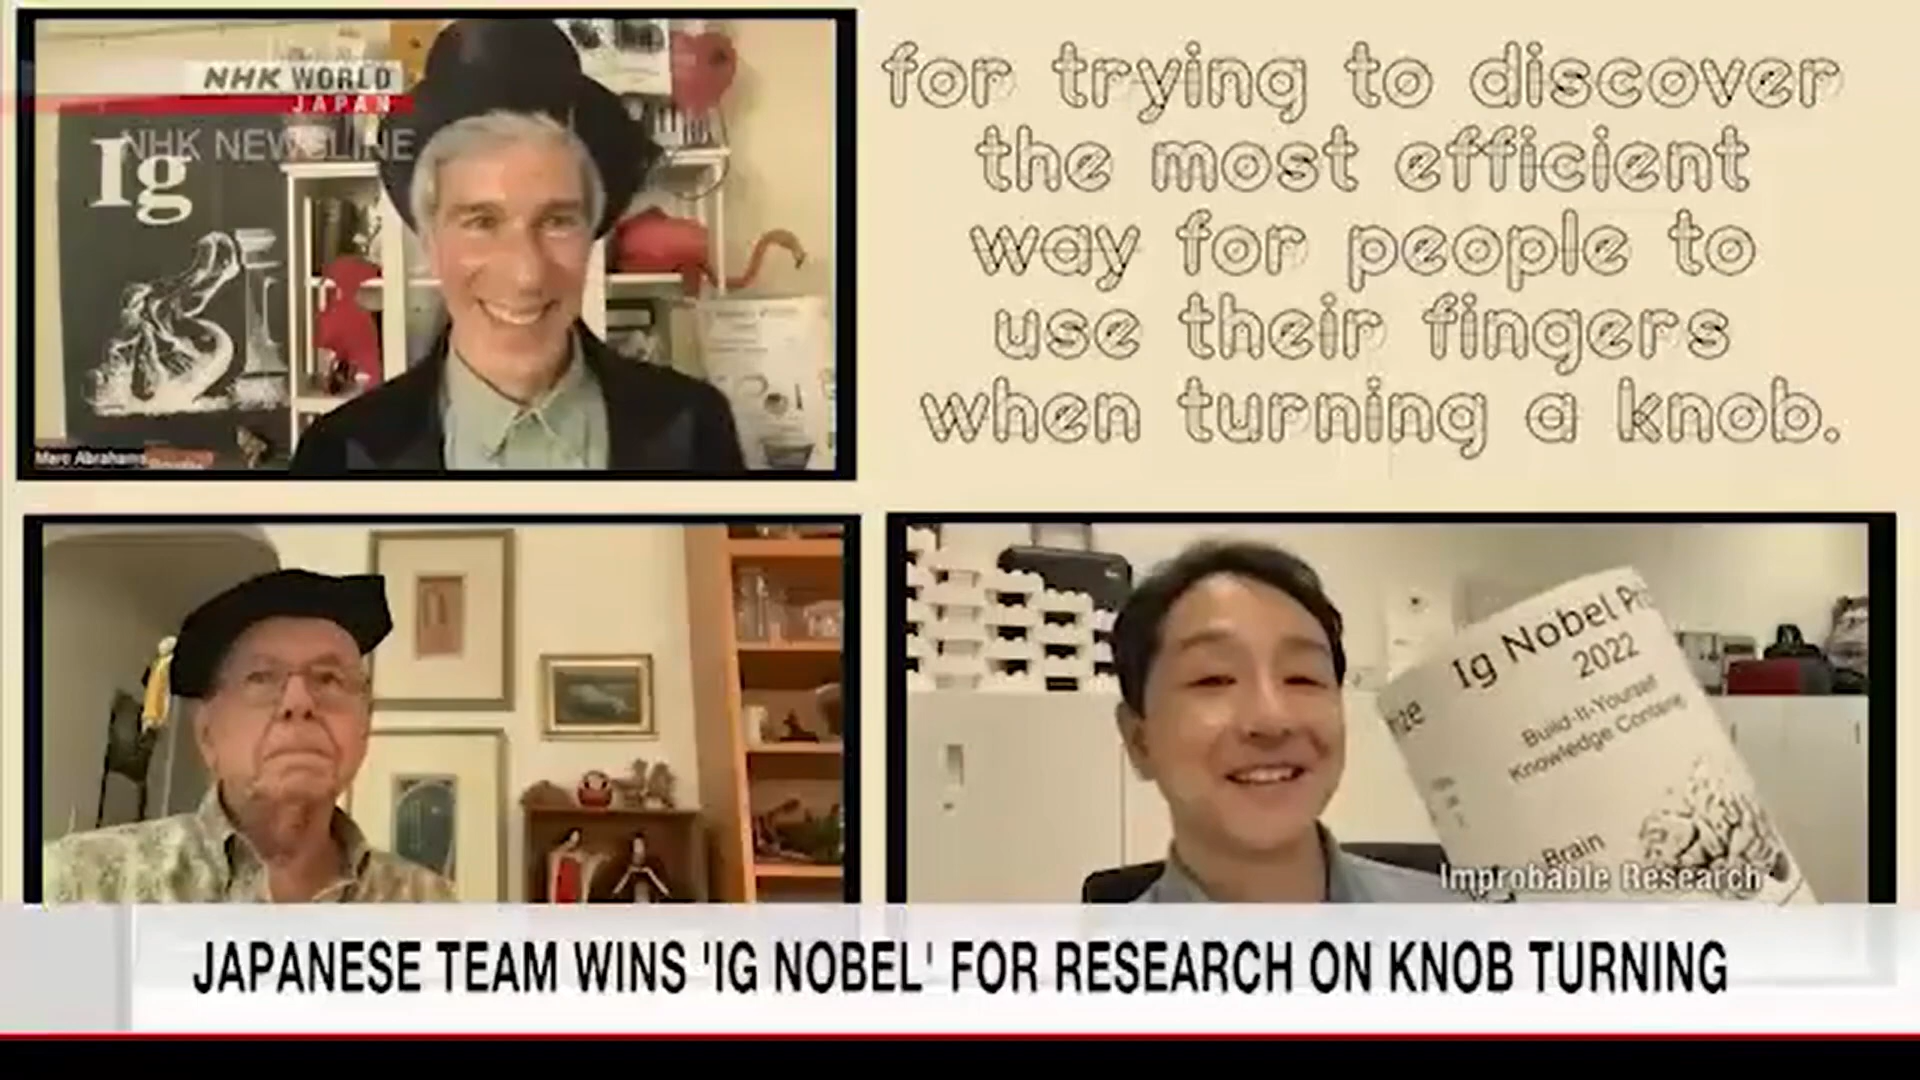 NHK WORLD
JAPAN
NHK NEWSLINE
Ig
Marc Abrahams
for trying to discover
the most efficient
way for people to
use their fingers
when turning a knob.
Ig Nobel
2022
Build-It-Yourself
Knowledge
Brain
Improbable Research
JAPANESE TEAM WINS 'IG NOBEL' FOR RESEARCH ON KNOB TURNING